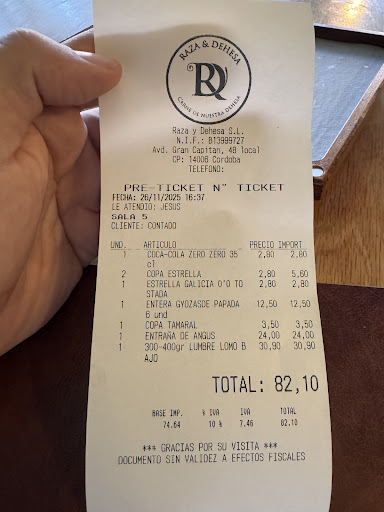 RAZA & DEHESA
R
CARNE DE NUESTRA DEHESA
Raza y Dehesa S.L.
N.I.F.: B13999727
Avd. Gran Capitan, 48 local
CP: 14006 Cordoba
TELEFONO:
PRE-TICKET Nº TICKET
FECHA: 26/11/2025 16:37
LE ATENDIO: JESUS
SALA 5
CLIENTE: CONTADO
UND. ARTICULO PRECIO IMPORT
1 COCA-COLA ZERO ZERO 35 2,80 2,80
cl
2 COPA ESTRELLA 2,80 5,60
1 ESTRELLA GALICIA 0'0 TO 2,80 2,80
STADA
1 ENTERA GYOZASDE PAPADA 12,50 12,50
6 und
1 COPA TAMARAL 3,50 3,50
1 ENTRAÑA DE ANGUS 24,00 24,00
1 300-400gr LUMBRE LOMO B 30,90 30,90
AJO
TOTAL: 82,10
BASE IMP. % IVA IVA TOTAL
74.64 10 % 7.46 82.10
*** GRACIAS POR SU VISITA ***
DOCUMENTO SIN VALIDEZ A EFECTOS FISCALES